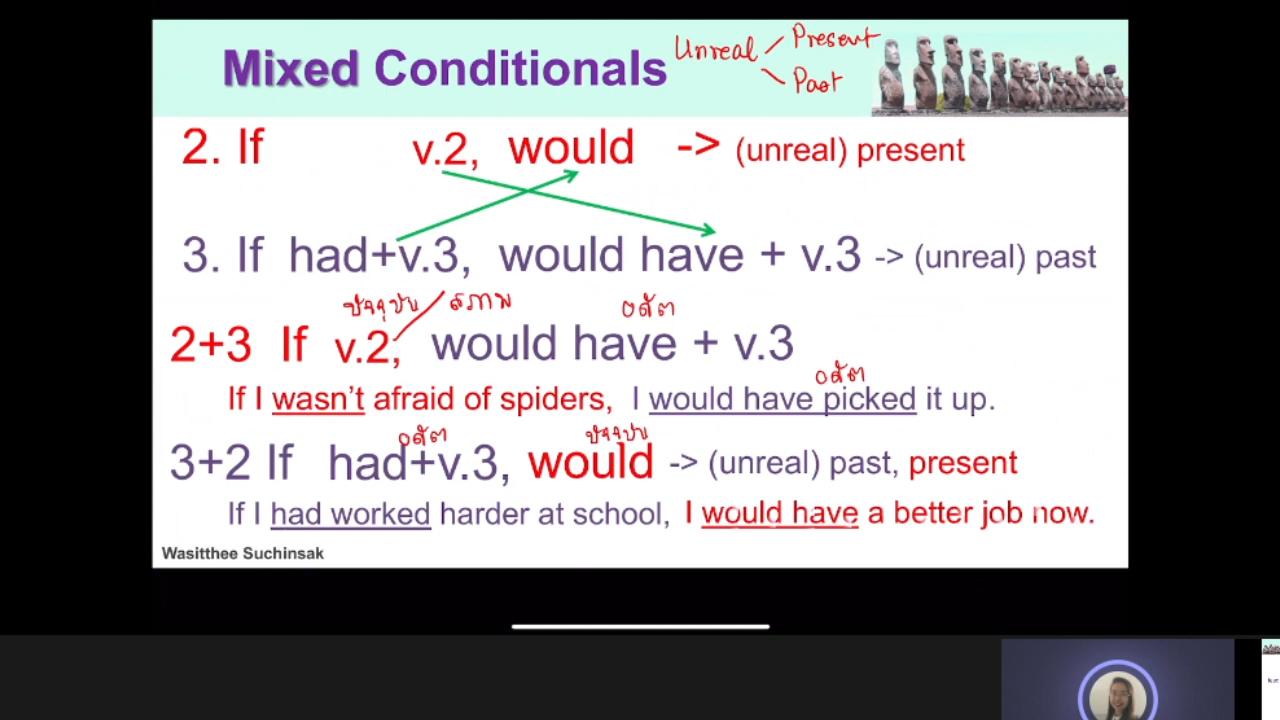 Mixed Conditionals
Unreal Present
Past
2. If v.2, would -> (unreal) present
3. If had+v.3, would have + v.3 -> (unreal) past
ปัจจุบัน / สภาพ อดีต
2+3 If v.2, would have + v.3
อดีต
If I wasn't afraid of spiders, I would have picked it up.
อดีต ปัจจุบัน
3+2 If had+v.3, would -> (unreal) past, present
If I had worked harder at school, I would have a better job now.
Wasitthee Suchinsak